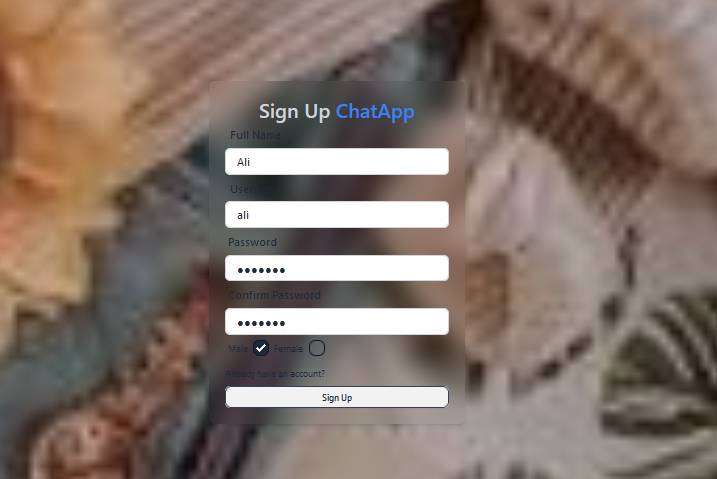 Sign Up ChatApp
Full Name
Ali
Username
ali
Password
●●●●●●●
Confirm Password
●●●●●●●
Male Female
Already have an account?
Sign Up